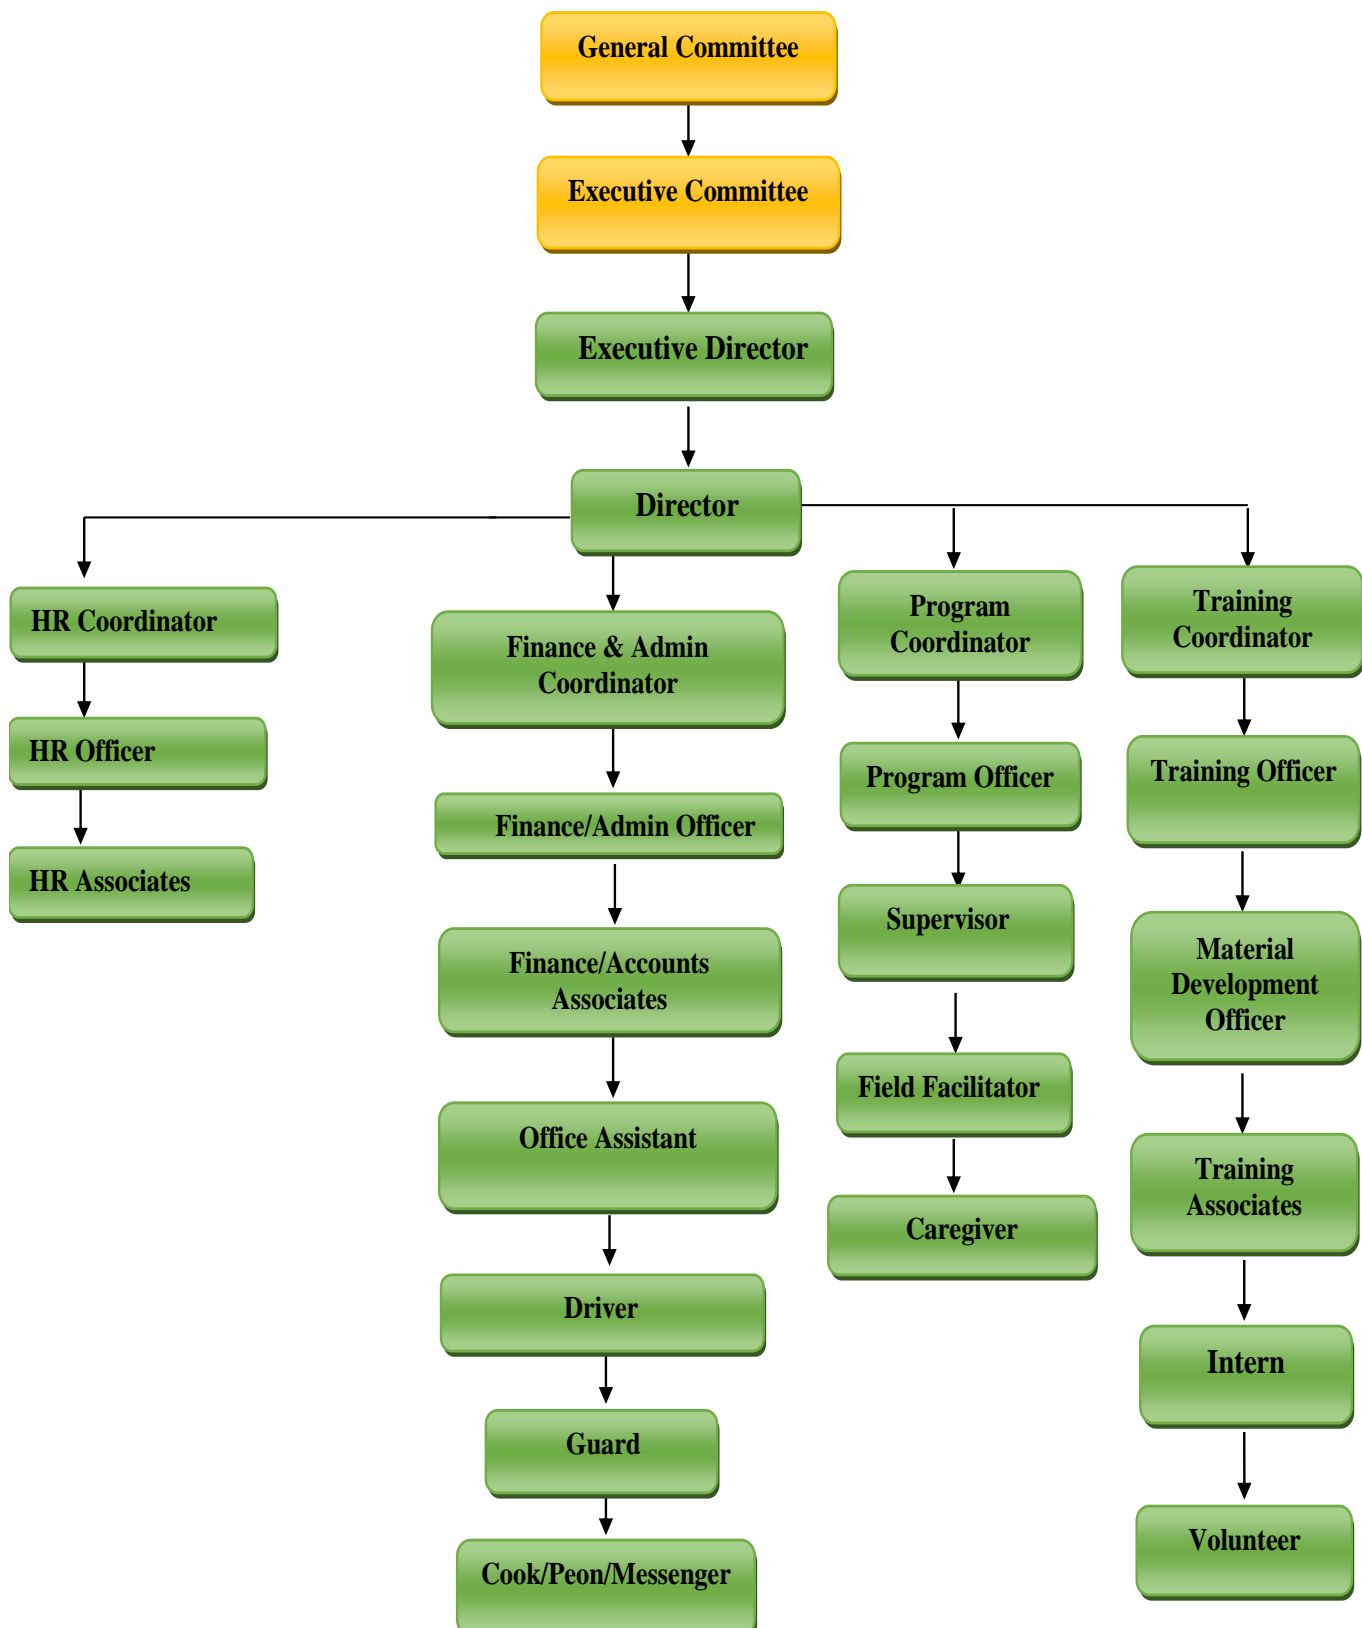 General Committee
Executive Committee
Executive Director
Director
HR Coordinator
HR Officer
HR Associates
Finance & Admin
Coordinator
Finance/Admin Officer
Finance/Accounts
Associates
Office Assistant
Driver
Guard
Cook/Peon/Messenger
Program
Coordinator
Program Officer
Supervisor
Field Facilitator
Caregiver
Training
Coordinator
Training Officer
Material
Development
Officer
Training
Associates
Intern
Volunteer